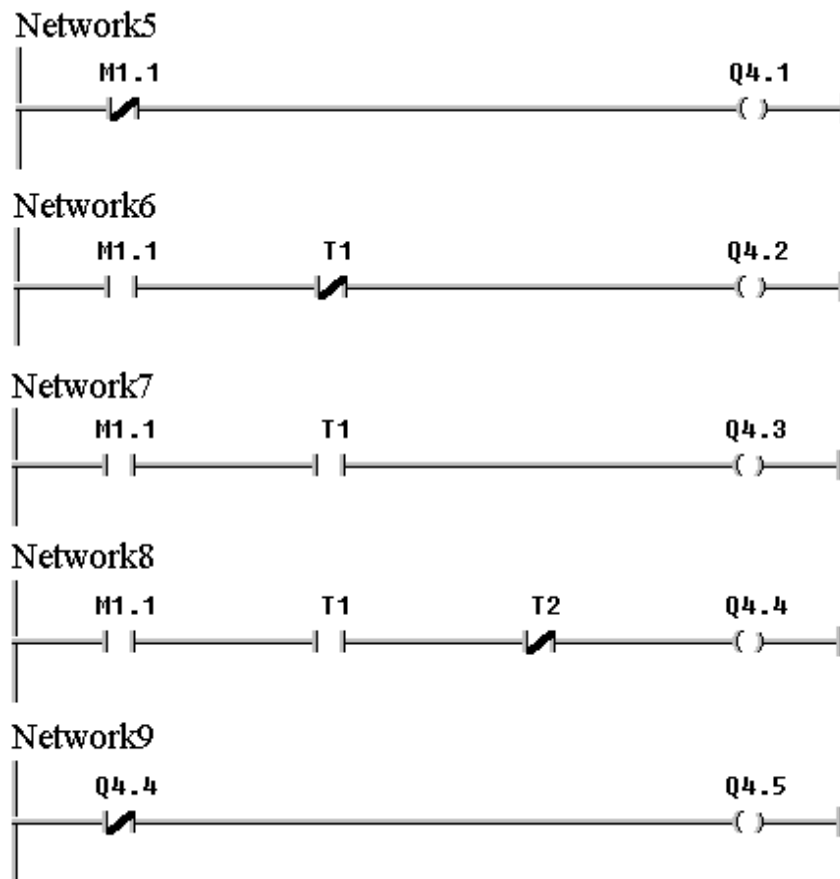 Network5
M1.1 Q4.1
Network6
M1.1 T1 Q4.2
Network7
M1.1 T1 Q4.3
Network8
M1.1 T1 T2 Q4.4
Network9
Q4.4 Q4.5